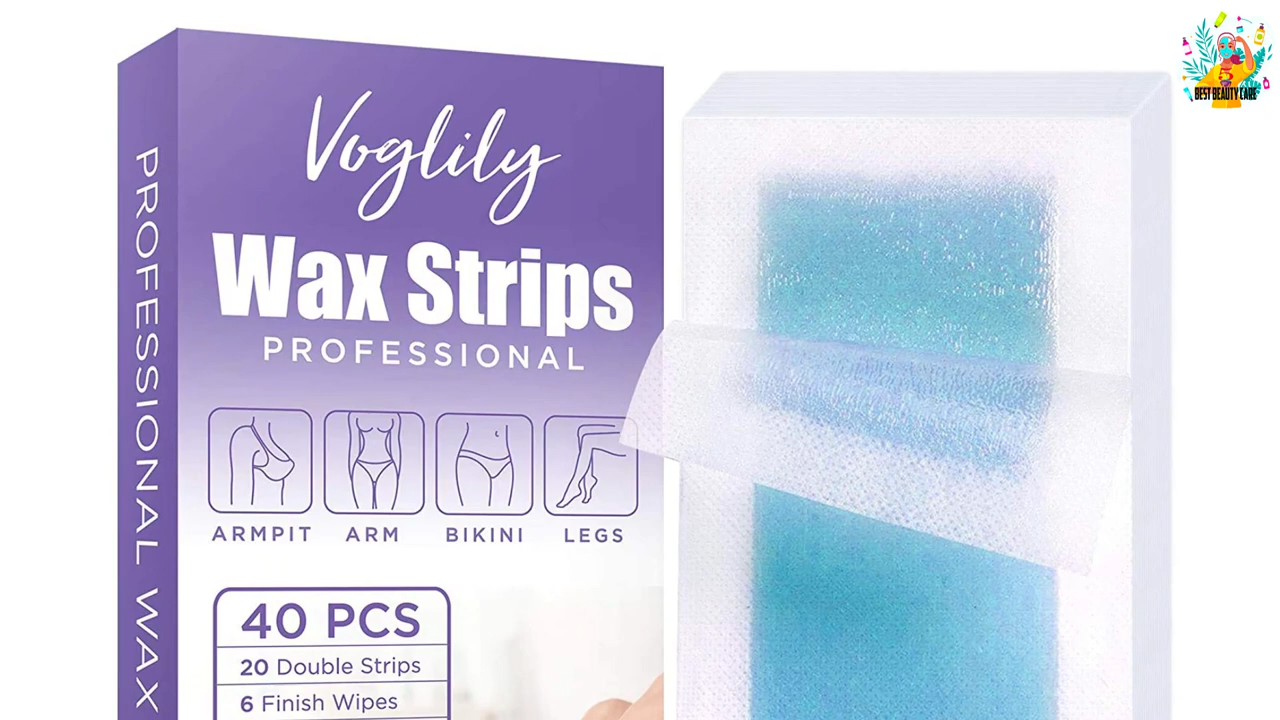 PROFESSIONAL WAX
Voglily
Wax Strips
PROFESSIONAL
ARMPIT ARM BIKINI LEGS
40 PCS
20 Double Strips
6 Finish Wipes
5
BEST BEAUTY CARE